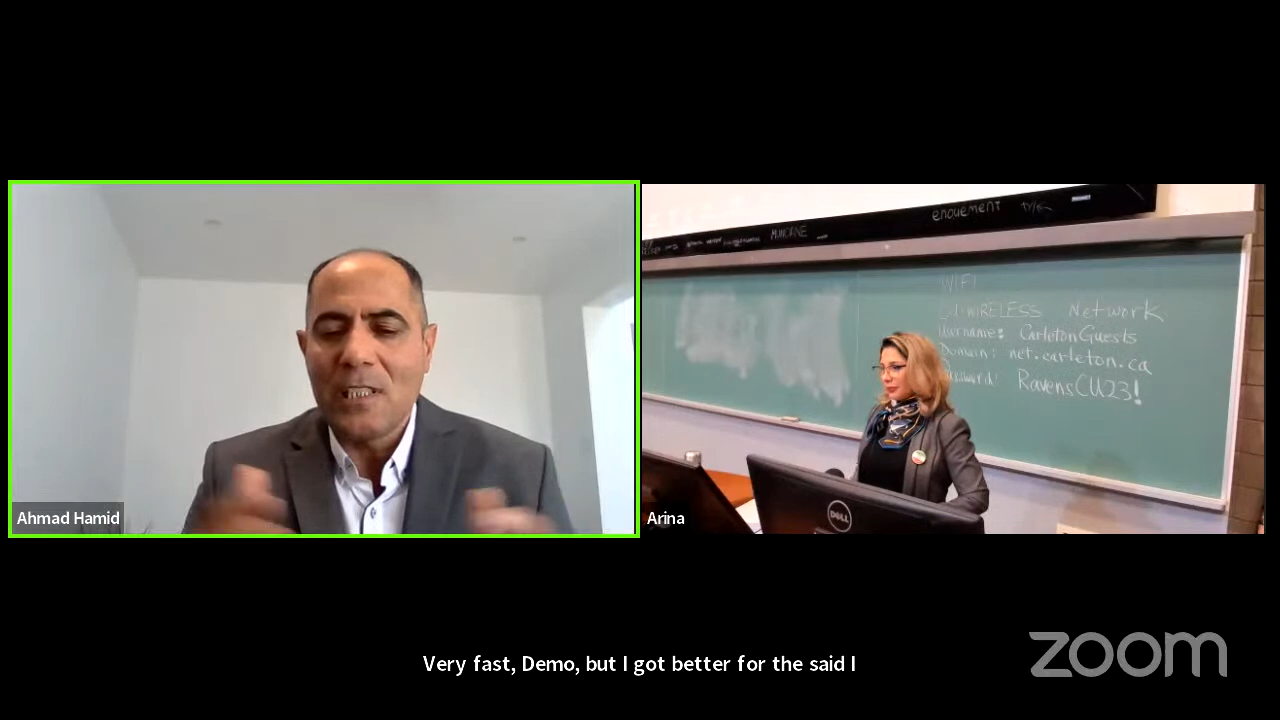 enouement
WIFI
WIRELESS Network
Username: CarletonGuests
Domain: net.carleton.ca
Password: RavensCU23!
DELL
Ahmad Hamid
Arina
Very fast, Demo, but I got better for the said I
zoom